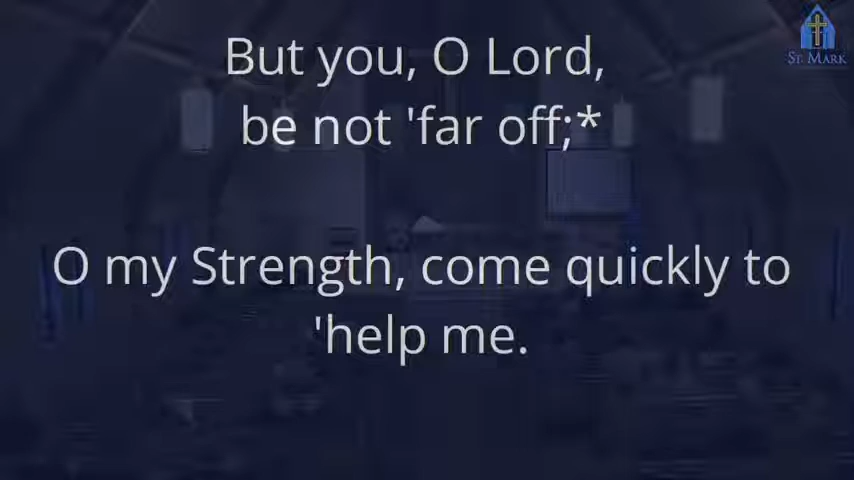 ST. MARK
But you, O Lord,
be not 'far off;*
O my Strength, come quickly to
'help me.